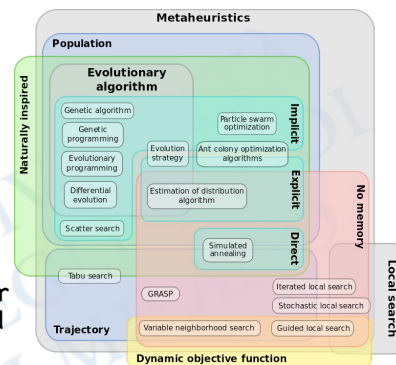 Metaheuristics
Population
Naturally inspired
Evolutionary
algorithm
Genetic algorithm
Genetic
programming
Evolutionary
programming
Differential
evolution
Scatter search
Implicit
Particle swarm
optimization
Evolution
strategy
Ant colony optimization
algorithms
Explicit
Estimation of distribution
algorithm
Direct
Simulated
annealing
No memory
Local search
Tabu search
GRASP
Iterated local search
Stochastic local search
Trajectory
Variable neighborhood search
Guided local search
Dynamic objective function